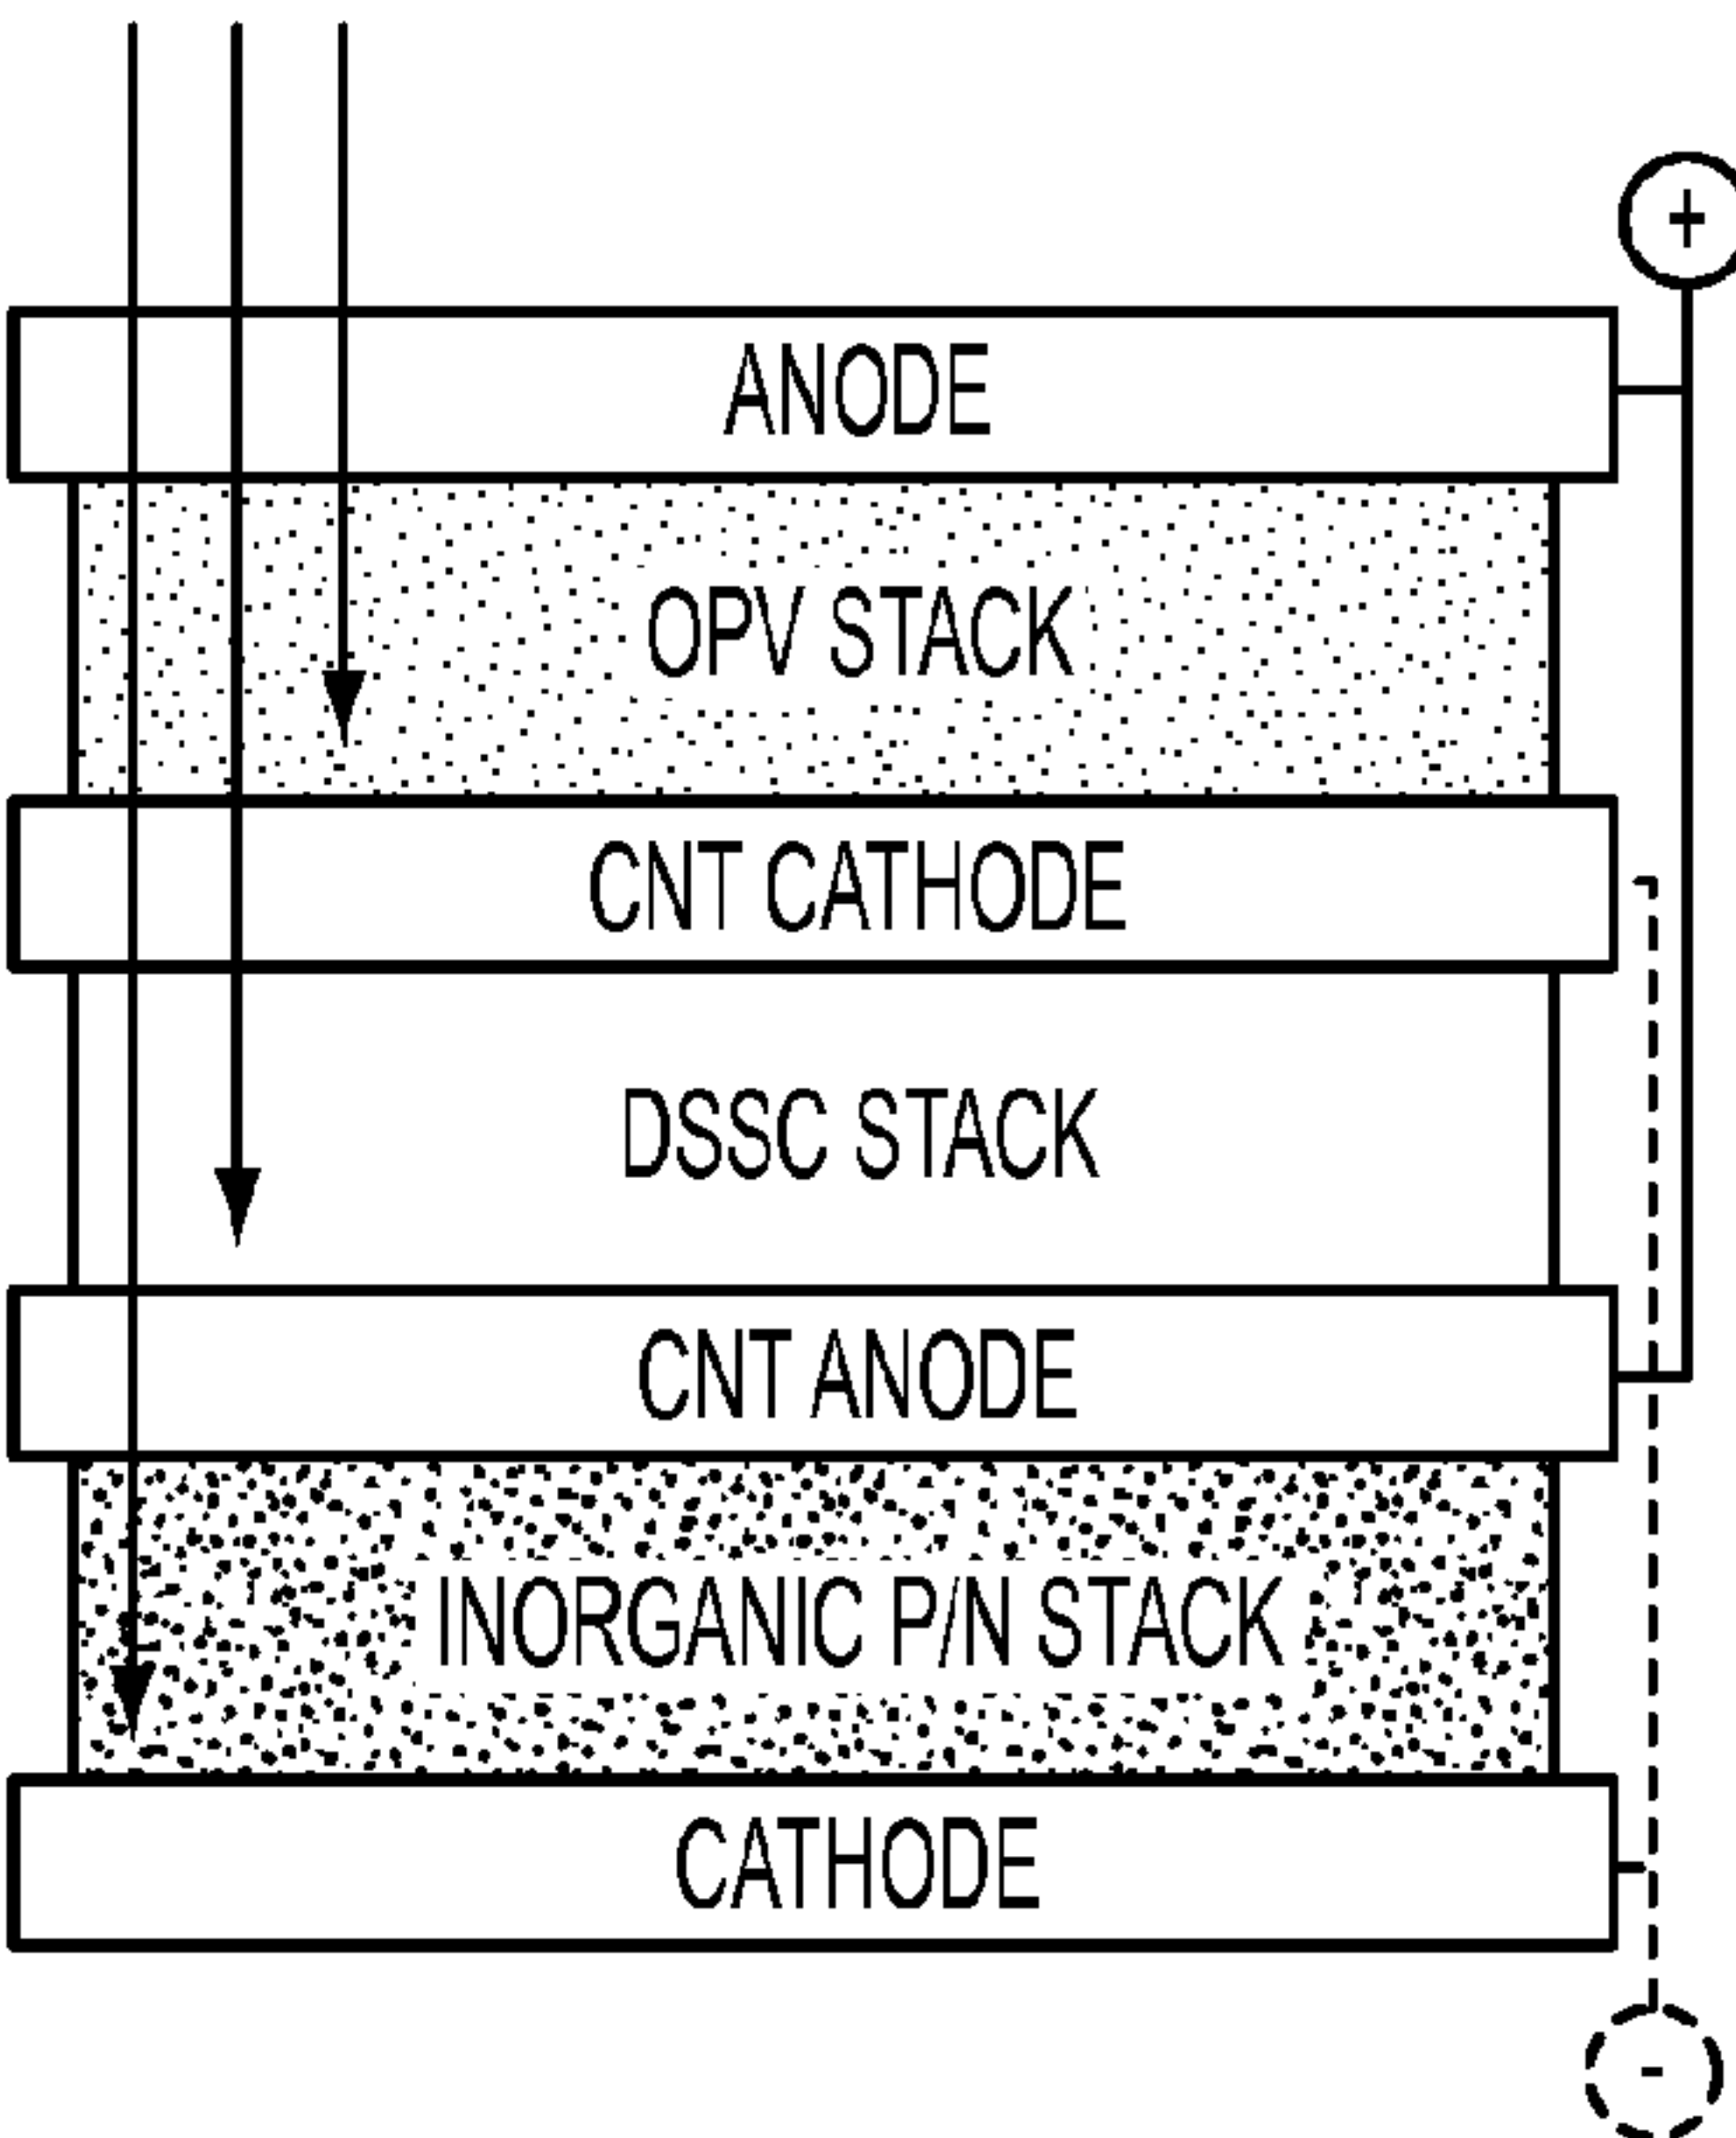 +
ANODE
OPV STACK
CNT CATHODE
DSSC STACK
CNT ANODE
INORGANIC P/N STACK
CATHODE
-